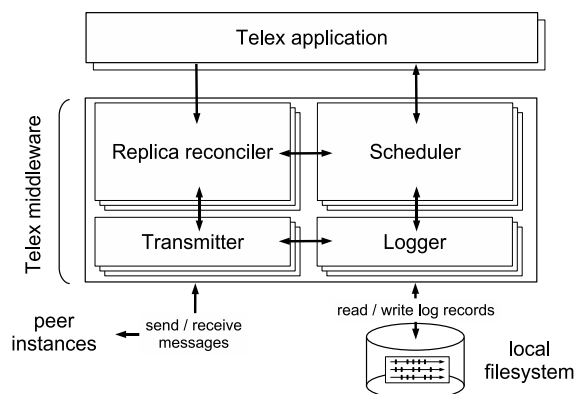 Telex application
Telex middleware
Replica reconciler
Scheduler
Transmitter
Logger
peer
instances
send / receive
messages
read / write log records
local
filesystem